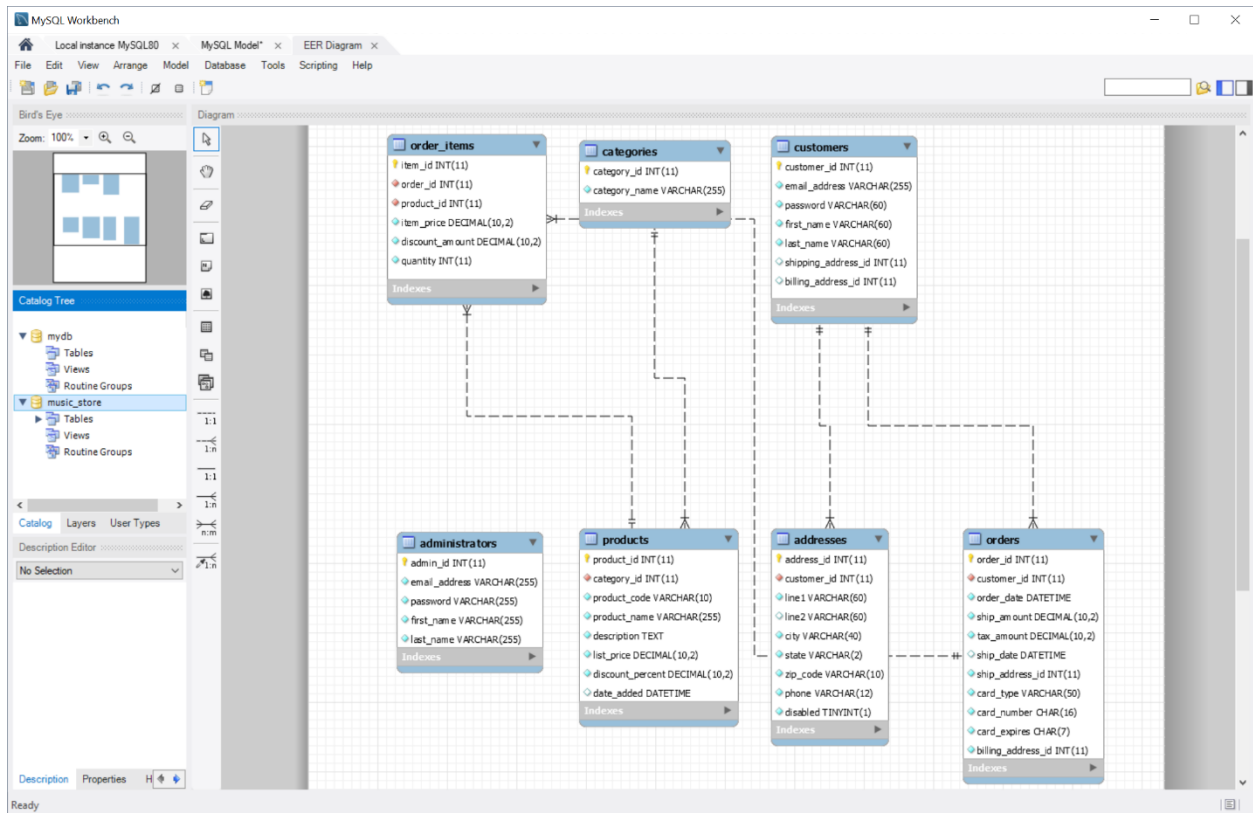 MySQL Workbench
Local instance MySQL80 × MySQL Model* × EER Diagram ×
File Edit View Arrange Model Database Tools Scripting Help
Bird's Eye
Zoom: 100%
Catalog Tree
mydb
Tables
Views
Routine Groups
music_store
Tables
Views
Routine Groups
Catalog Layers User Types
Description Editor
No Selection
Description Properties H
Ready
Diagram
1:1
1:n
1:1
1:n
n:m
1:n
order_items
item_id INT(11)
order_id INT(11)
product_id INT(11)
item_price DECIMAL(10,2)
discount_amount DECIMAL(10,2)
quantity INT(11)
Indexes
categories
category_id INT(11)
category_name VARCHAR(255)
Indexes
customers
customer_id INT(11)
email_address VARCHAR(255)
password VARCHAR(60)
first_name VARCHAR(60)
last_name VARCHAR(60)
shipping_address_id INT(11)
billing_address_id INT(11)
Indexes
administrators
admin_id INT(11)
email_address VARCHAR(255)
password VARCHAR(255)
first_name VARCHAR(255)
last_name VARCHAR(255)
Indexes
products
product_id INT(11)
category_id INT(11)
product_code VARCHAR(10)
product_name VARCHAR(255)
description TEXT
list_price DECIMAL(10,2)
discount_percent DECIMAL(10,2)
date_added DATETIME
Indexes
addresses
address_id INT(11)
customer_id INT(11)
line1 VARCHAR(60)
line2 VARCHAR(60)
city VARCHAR(40)
state VARCHAR(2)
zip_code VARCHAR(10)
phone VARCHAR(12)
disabled TINYINT(1)
Indexes
orders
order_id INT(11)
customer_id INT(11)
order_date DATETIME
ship_amount DECIMAL(10,2)
tax_amount DECIMAL(10,2)
ship_date DATETIME
ship_address_id INT(11)
card_type VARCHAR(50)
card_number CHAR(16)
card_expires CHAR(7)
billing_address_id INT(11)
Indexes